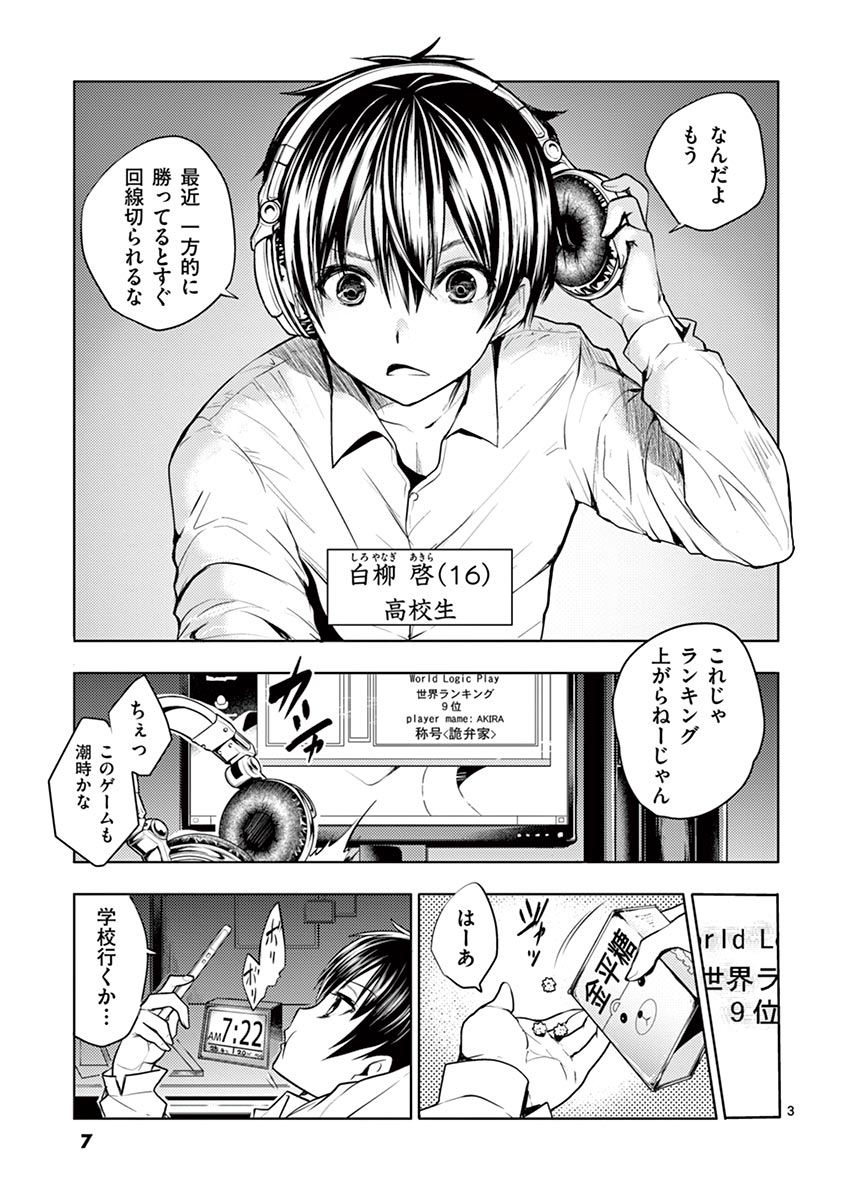 なんだよ
もう
最近 一方的に
勝ってるとすぐ
回線切られるな
しろ やなぎ あきら
白柳 啓(16)
高校生
これじゃ
ランキング
上がらねーじゃん
World Logic Play
世界ランキング
9位
player mame: AKIRA
称号<詭弁家>
カッチャ
ちぇっ
このゲームも
潮時かな
rld Lo
世界ラ
9位
金平糖
はーあ
学校行くか…
AM 7:22
ポリ
ポリ
3
7